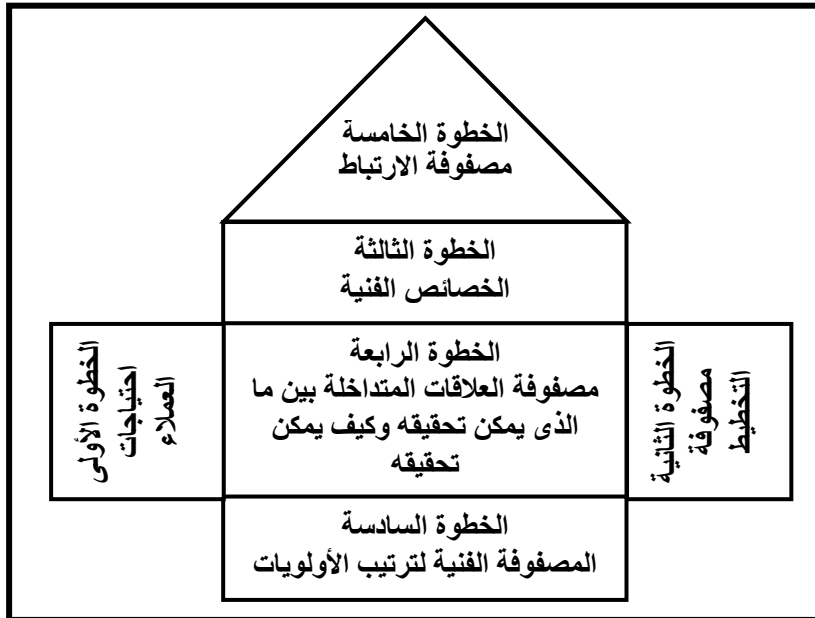 الخطوة الخامسة
مصفوفة الارتباط
الخطوة الثالثة
الخصائص الفنية
الخطوة الأولى
احتياجات
العملاء
الخطوة الرابعة
مصفوفة العلاقات المتداخلة بين ما
الذى يمكن تحقيقه وكيف يمكن
تحقيقه
الخطوة الثانية
مصفوفة
التخطيط
الخطوة السادسة
المصفوفة الفنية لترتيب الأولويات